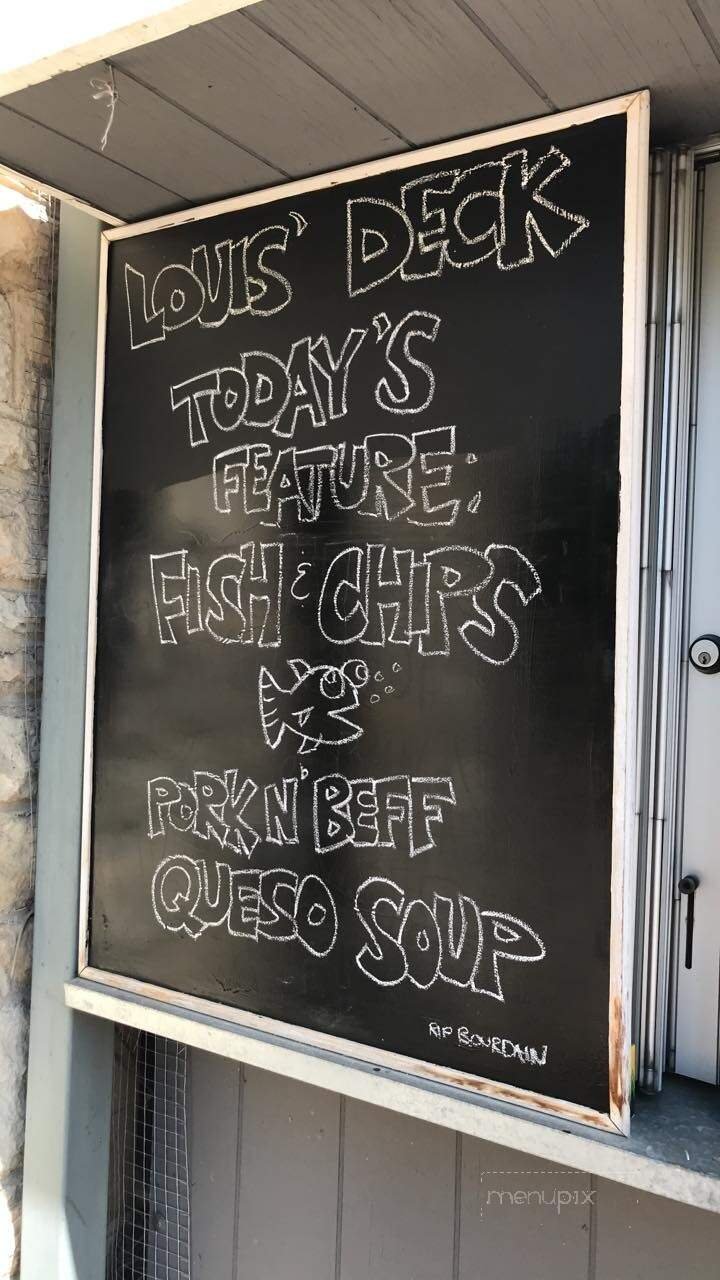 LOUIS' DECK
TODAY'S
FEATURE:
FISH & CHIPS
PORK N' BEFF
QUESO SOUP
RIP BOURDAIN
menupix